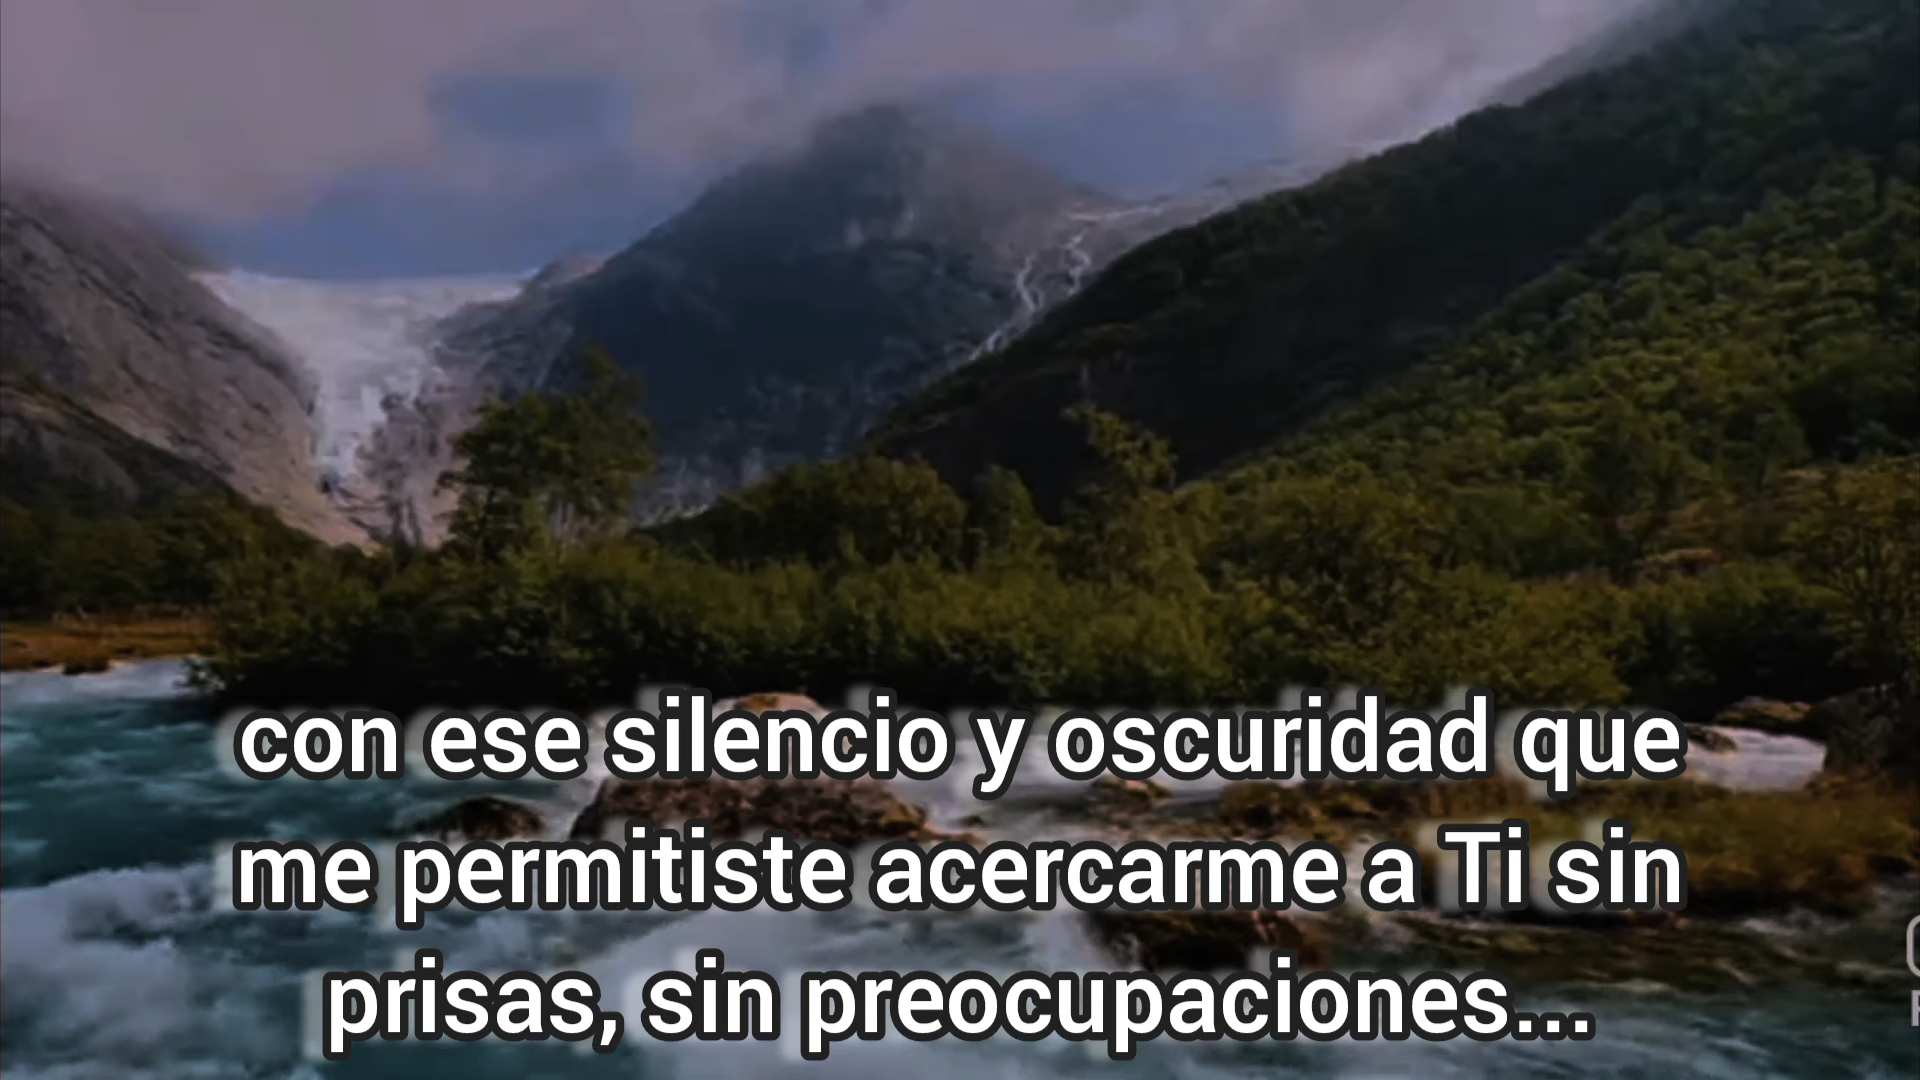 con ese silencio y oscuridad que
me permitiste acercarme a Ti sin
prisas, sin preocupaciones...